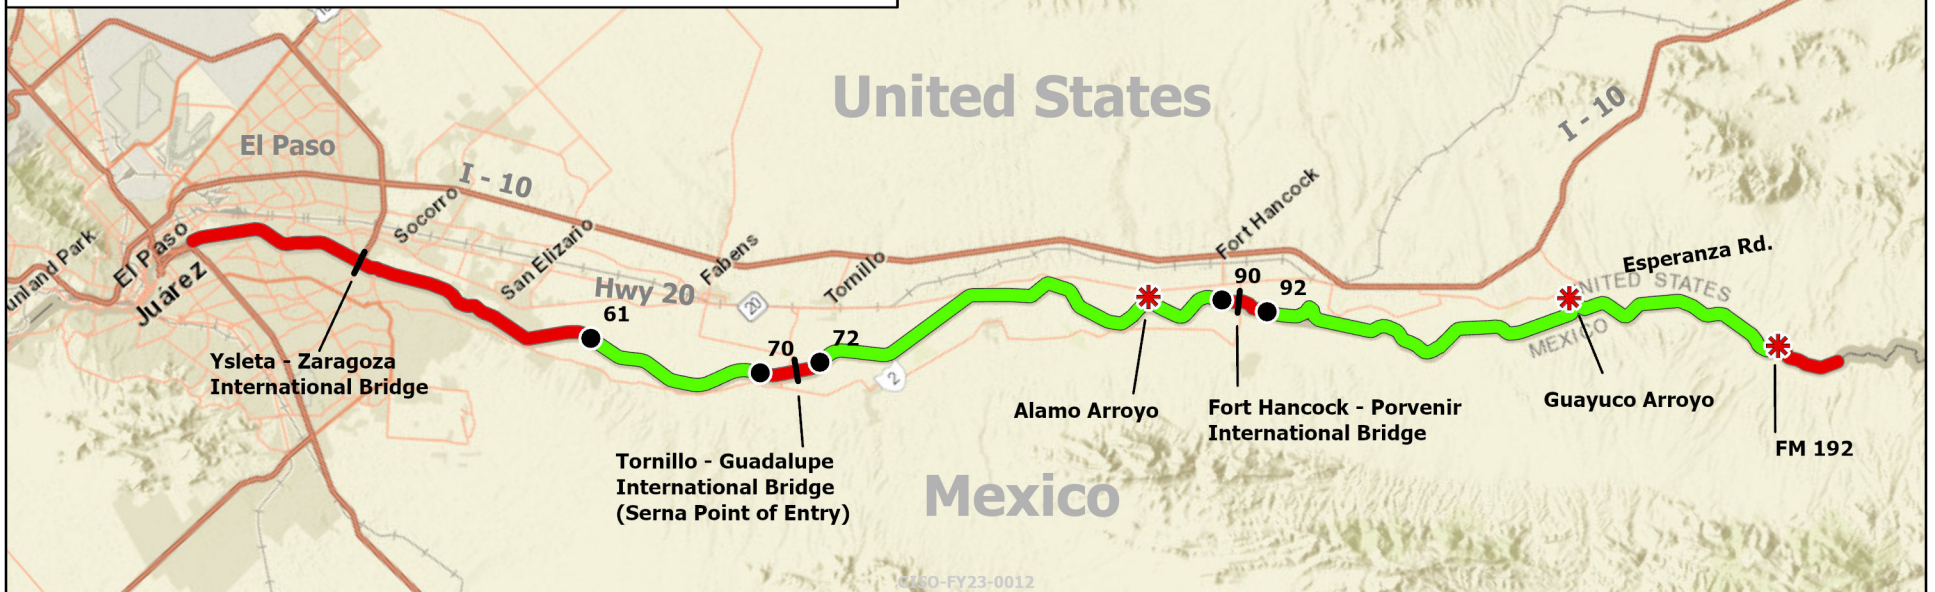 United States
El Paso
I - 10
I - 10
Socorro
San Elizario
Fabens
Tornillo
Fort Hancock
Esperanza Rd.
El Paso
Juárez
Hwy 20
20
61
70
72
90
92
2
UNITED STATES
MEXICO
Ysleta - Zaragoza
International Bridge
Tornillo - Guadalupe
International Bridge
(Serna Point of Entry)
Alamo Arroyo
Fort Hancock - Porvenir
International Bridge
Guayuco Arroyo
FM 192
Mexico